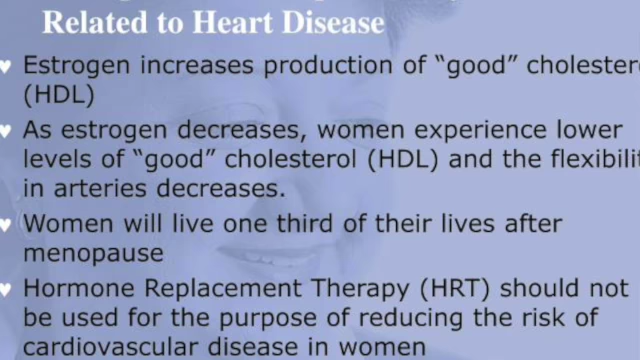 Related to Heart Disease
Estrogen increases production of “good”
(HDL)
As estrogen decreases, women experience lower
levels of “good” cholesterol (HDL) and the
in arteries decreases.
Women will live one third of their lives after
menopause
Hormone Replacement Therapy (HRT) should not
be used for the purpose of reducing the risk of
cardiovascular disease in women